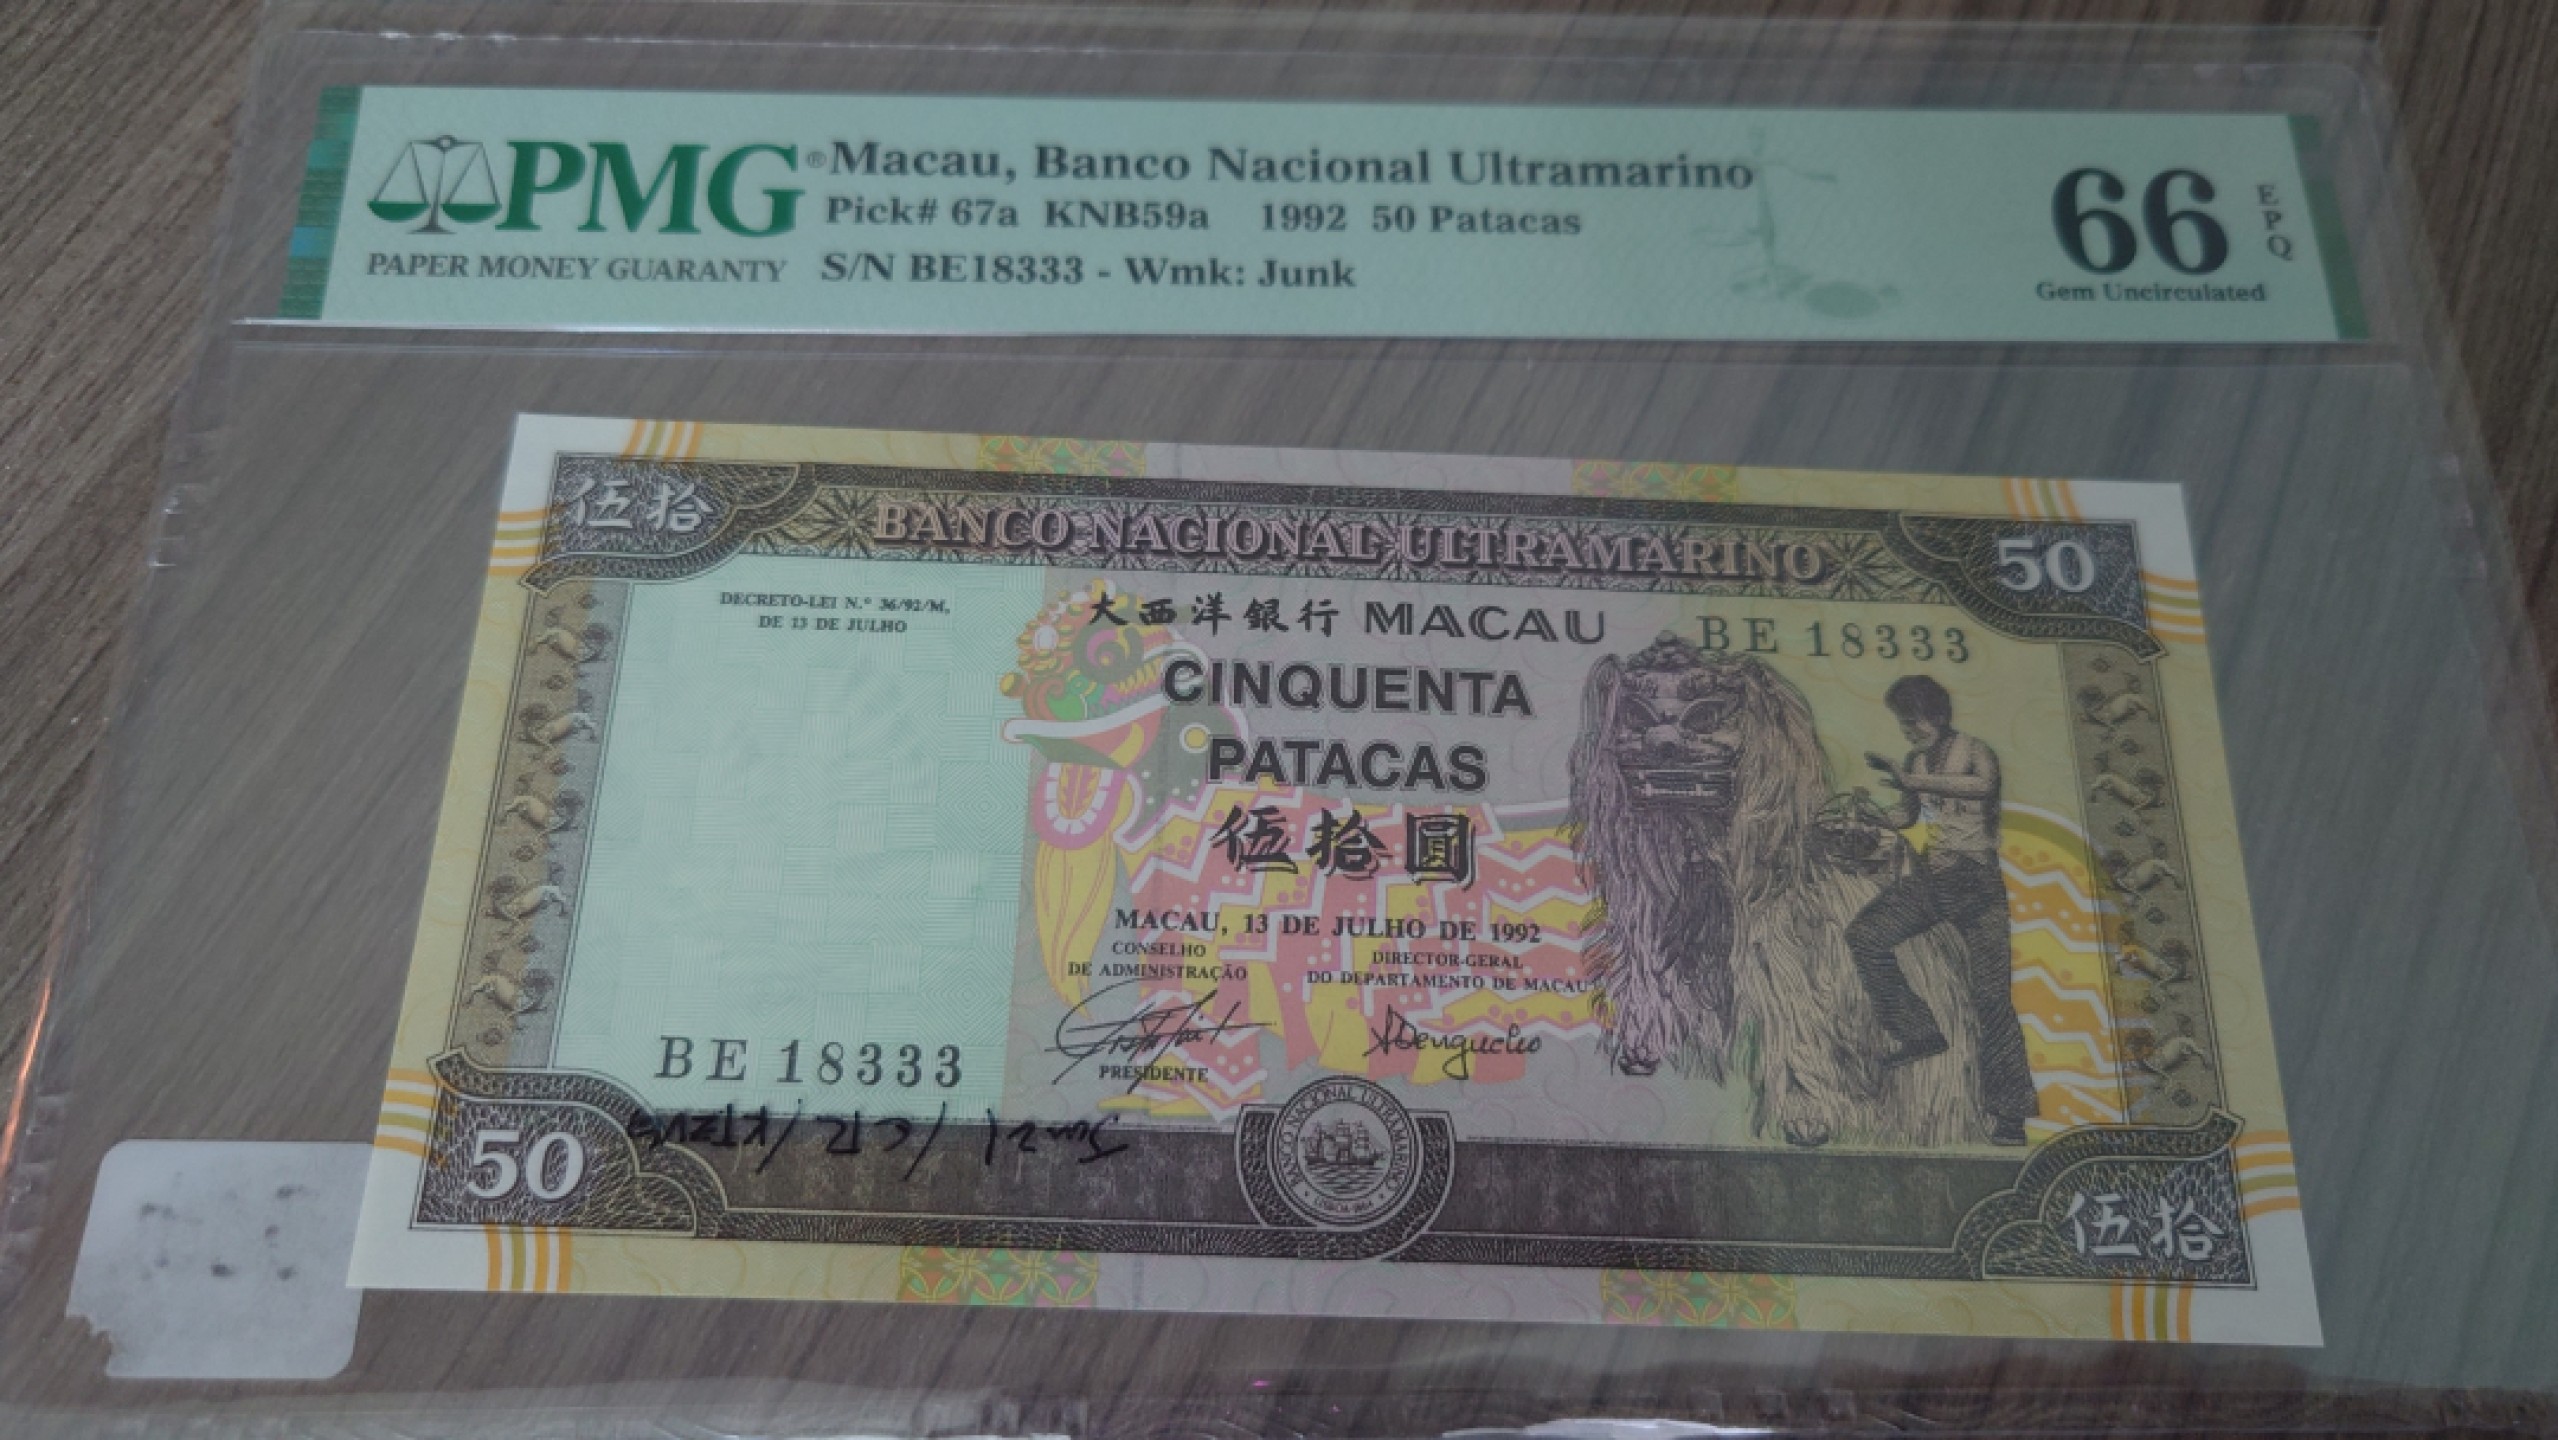 PMG® Macau, Banco Nacional Ultramarino
Pick# 67a KNB59a 1992 50 Patacas
PAPER MONEY GUARANTY S/N BE18333 - Wmk: Junk
66 EPQ
Gem Uncirculated
伍拾
BANCO NACIONAL ULTRAMARINO
50
DECRETO-LEI N.º 36/92/M,
DE 13 DE JULHO
大西洋銀行 MACAU
BE 18333
CINQUENTA
PATACAS
伍拾圓
MACAU, 13 DE JULHO DE 1992
CONSELHO
DE ADMINISTRAÇÃO
DIRECTOR-GERAL
DO DEPARTAMENTO DE MACAU
BE 18333
PRESIDENTE
50
BANCO NACIONAL ULTRAMARINO
伍拾